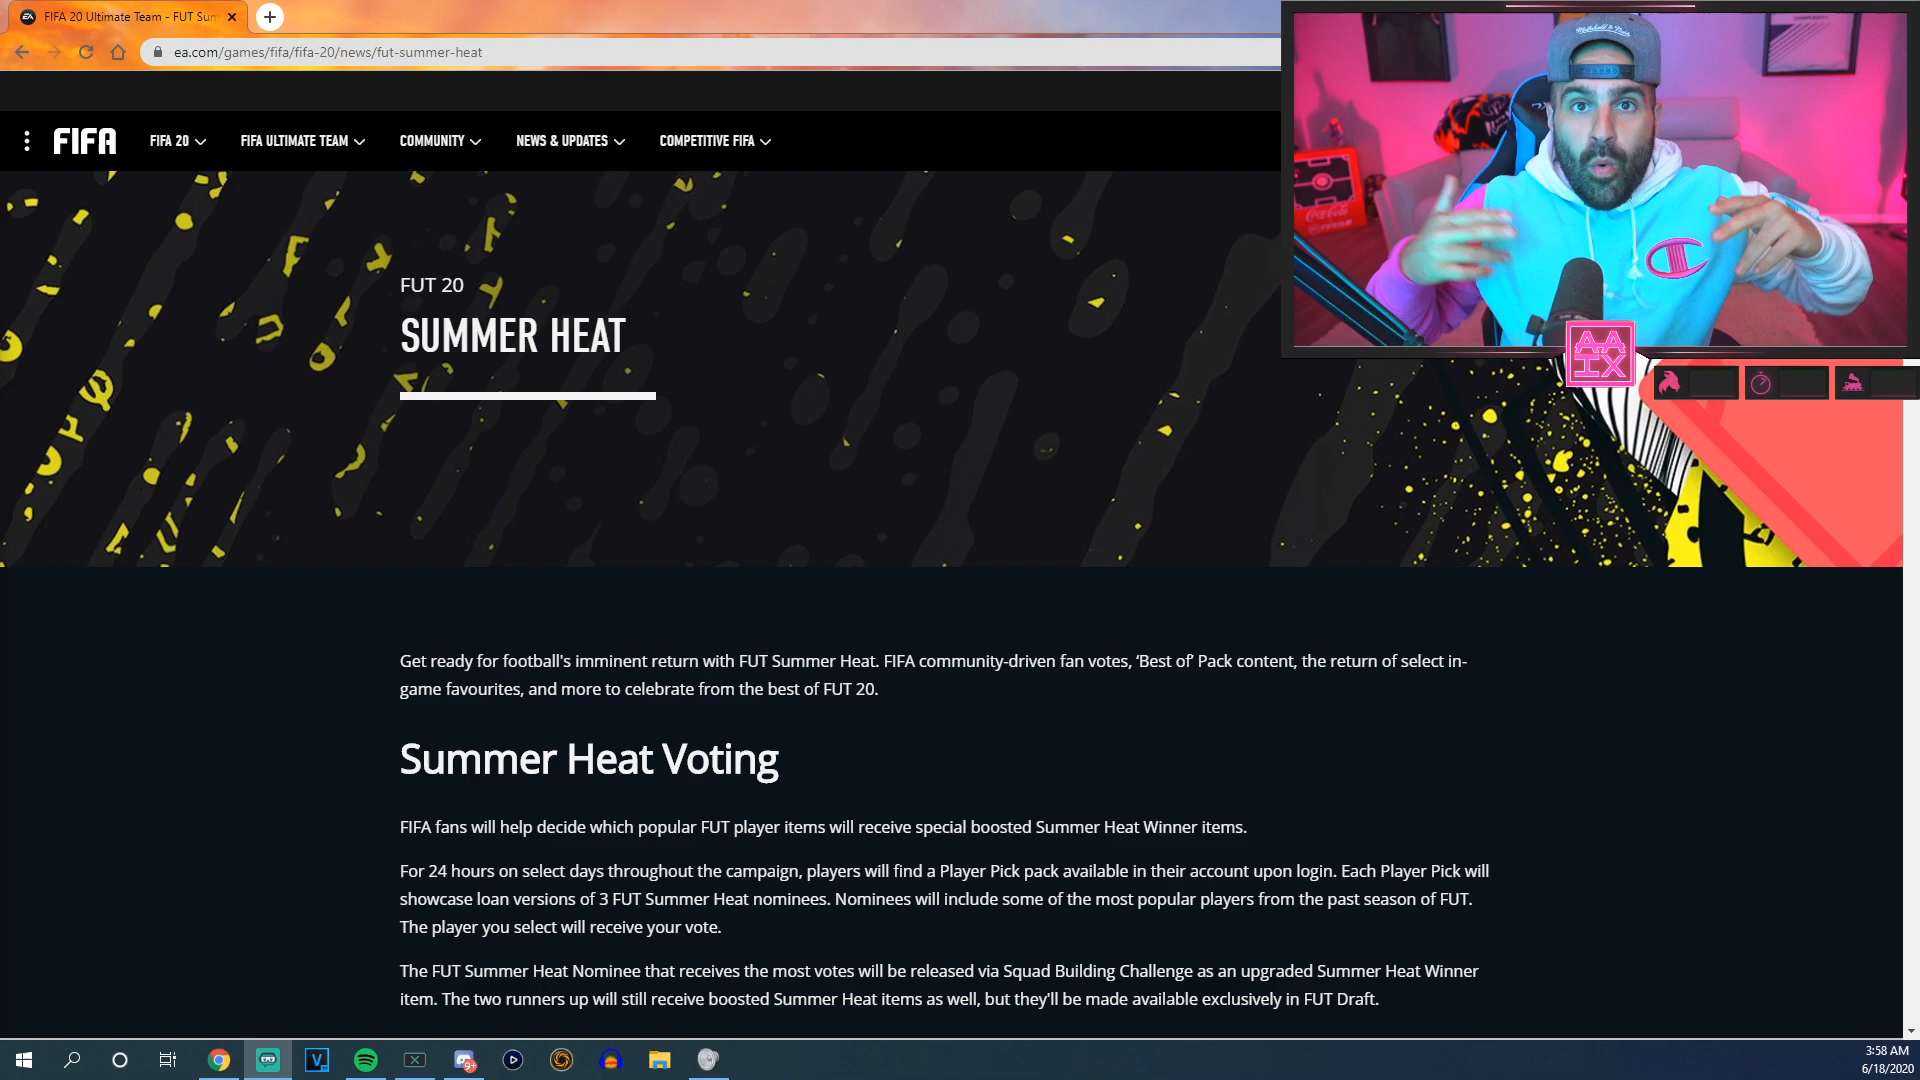 FIFA 20 Ultimate Team - FUT Sum
ea.com/games/fifa/fifa-20/news/fut-summer-heat
FIFA
FIFA 20
FIFA ULTIMATE TEAM
COMMUNITY
NEWS & UPDATES
COMPETITIVE FIFA
FUT 20
SUMMER HEAT
AA
IX
Get ready for football's imminent return with FUT Summer Heat. FIFA community-driven fan votes, ‘Best of’ Pack content, the return of select in-
game favourites, and more to celebrate from the best of FUT 20.
Summer Heat Voting
FIFA fans will help decide which popular FUT player items will receive special boosted Summer Heat Winner items.
For 24 hours on select days throughout the campaign, players will find a Player Pick pack available in their account upon login. Each Player Pick will
showcase loan versions of 3 FUT Summer Heat nominees. Nominees will include some of the most popular players from the past season of FUT.
The player you select will receive your vote.
The FUT Summer Heat Nominee that receives the most votes will be released via Squad Building Challenge as an upgraded Summer Heat Winner
item. The two runners up will still receive boosted Summer Heat items as well, but they'll be made available exclusively in FUT Draft.
9+
3:58 AM
6/18/2020